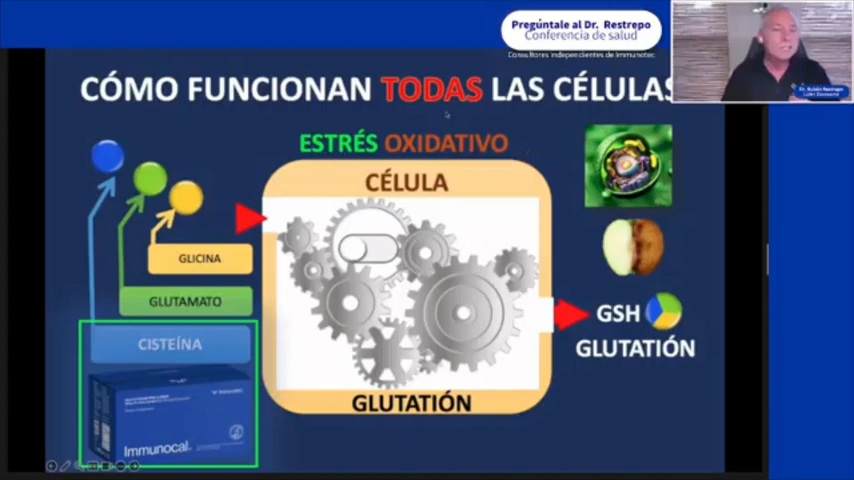 Pregúntale al Dr. Restrepo
Conferencia de salud
Consultores Independientes de Immunotec
CÓMO FUNCIONAN TODAS LAS CÉLULAS
ESTRÉS OXIDATIVO
CÉLULA
GLICINA
GLUTAMATO
CISTEÍNA
GSH
GLUTATIÓN
GLUTATIÓN
Immunocal